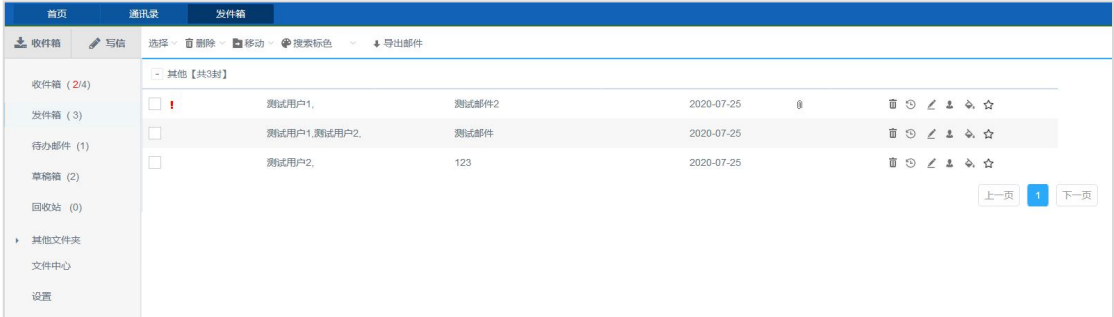 首页 通讯录 发件箱
收件箱 写信 选择 删除 移动 搜索标色 导出邮件
- 其他【共3封】
收件箱 (2/4)
发件箱 (3)
待办邮件 (1)
草稿箱 (2)
回收站 (0)
其他文件夹
文件中心
设置
! 测试用户1, 测试邮件2 2020-07-25
测试用户1,测试用户2, 测试邮件 2020-07-25
测试用户2, 123 2020-07-25
上一页 1 下一页